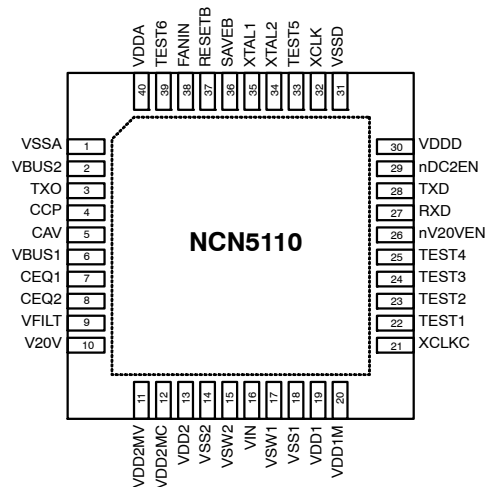 VDDA
TEST6
FANIN
RESETB
SAVEB
XTAL1
XTAL2
TEST5
XCLK
VSSD
40
39
38
37
36
35
34
33
32
31
VSSA 1
VBUS2 2
TXO 3
CCP 4
CAV 5
VBUS1 6
CEQ1 7
CEQ2 8
VFILT 9
V20V 10
NCN5110
30 VDDD
29 nDC2EN
28 TXD
27 RXD
26 nV20VEN
25 TEST4
24 TEST3
23 TEST2
22 TEST1
21 XCLKC
11
12
13
14
15
16
17
18
19
20
VDD2MV
VDD2MC
VDD2
VSS2
VSW2
VIN
VSW1
VSS1
VDD1
VDD1M